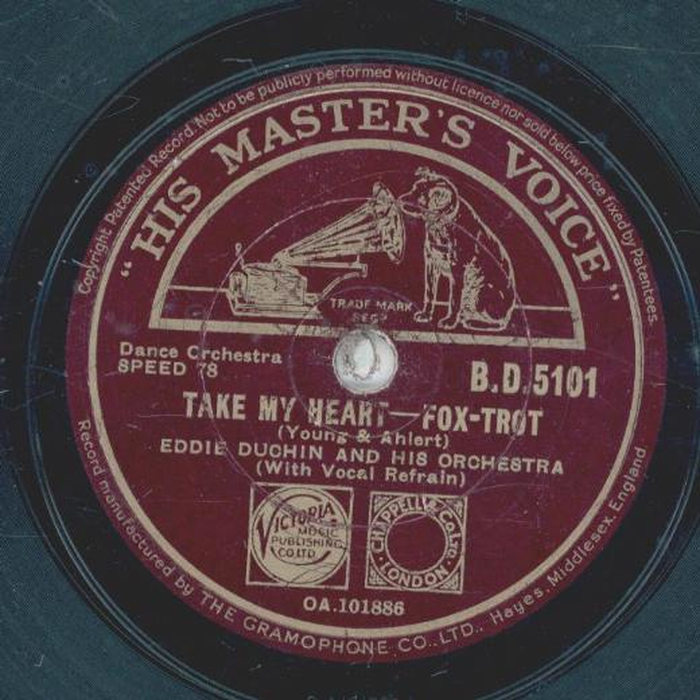 Copyright Patented Record. Not to be publicly performed without licence nor sold below price fixed by Patentees.
"HIS MASTER'S VOICE"
TRADE MARK
REGD
Dance Orchestra
SPEED 78
B.D. 5101
TAKE MY HEART—FOX-TROT
(Young & Ahlert)
EDDIE DUCHIN AND HIS ORCHESTRA
(With Vocal Refrain)
VICTORIA
MUSIC
PUBLISHING
CO LTD
CHAPPELL & CO. LTD.
LONDON
OA.101886
Record manufactured by THE GRAMOPHONE CO., LTD., Hayes, Middlesex, England